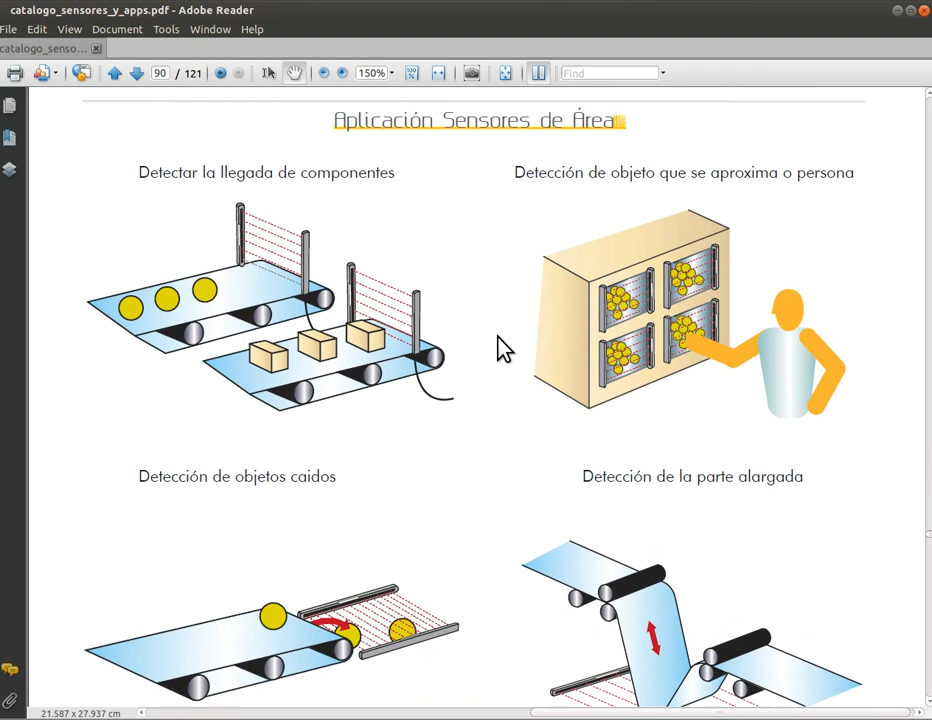 catalogo_sensores_y_apps.pdf - Adobe Reader
File Edit View Document Tools Window Help
catalogo_senso...
90 / 121 150% Find
Aplicación Sensores de Área
Detectar la llegada de componentes
Detección de objeto que se aproxima o persona
Detección de objetos caidos
Detección de la parte alargada
21.587 x 27.937 cm